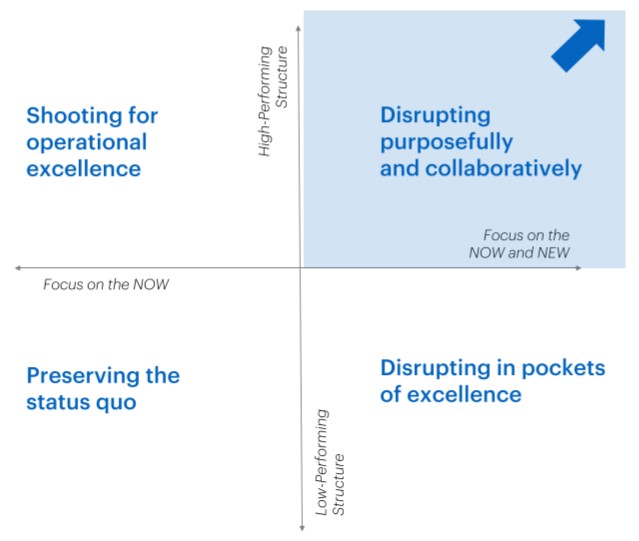 High-Performing
Structure
Shooting for
operational
excellence
Disrupting
purposefully
and collaboratively
Focus on the
NOW and NEW
Focus on the NOW
Preserving the
status quo
Disrupting in pockets
of excellence
Low-Performing
Structure